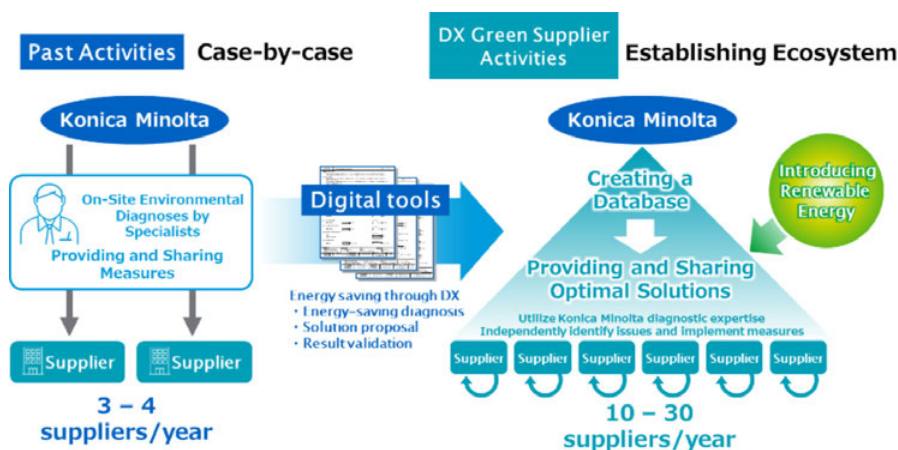 Past Activities
Case-by-case
Konica Minolta
On-Site Environmental
Diagnoses by
Specialists
Providing and Sharing
Measures
Supplier
Supplier
3 – 4
suppliers/year
Digital tools
Energy saving through DX
・Energy-saving diagnosis
・Solution proposal
・Result validation
DX Green Supplier
Activities
Establishing Ecosystem
Konica Minolta
Creating a
Database
Introducing
Renewable
Energy
Providing and Sharing
Optimal Solutions
Utilize Konica Minolta diagnostic expertise
Independently identify issues and implement measures
Supplier
Supplier
Supplier
Supplier
Supplier
Supplier
10 – 30
suppliers/year